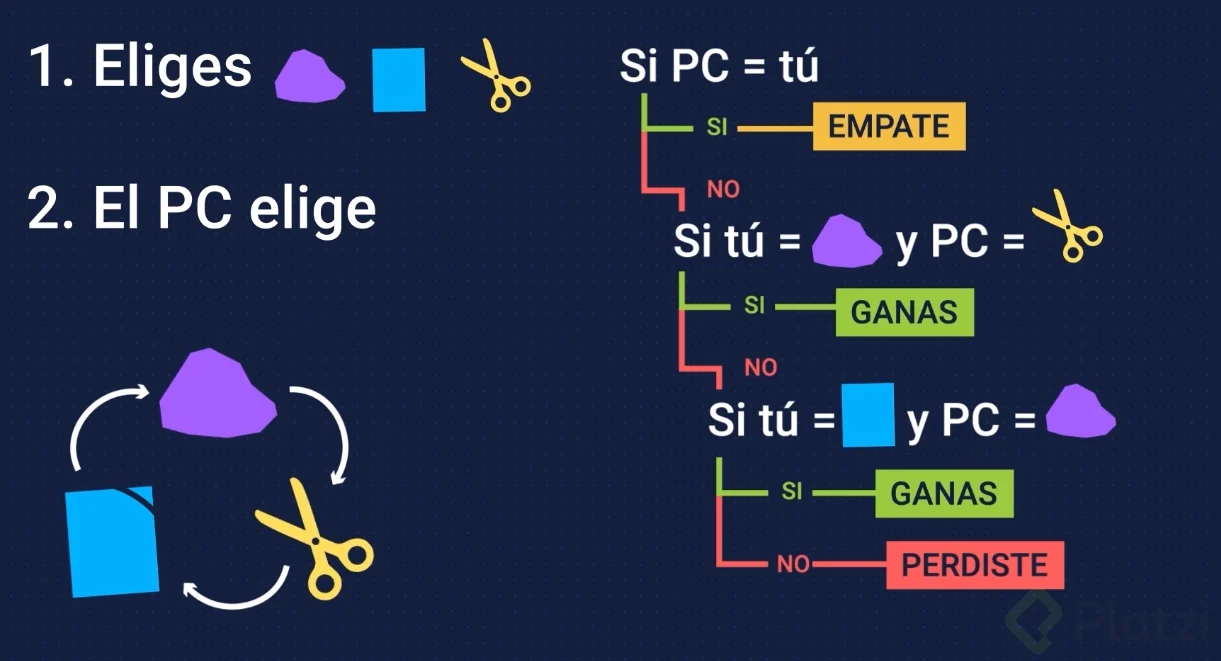 1. Eliges
2. El PC elige
Si PC = tú
SI
EMPATE
NO
Si tú = y PC =
SI
GANAS
NO
Si tú = y PC =
SI
GANAS
NO
PERDISTE
Platzi